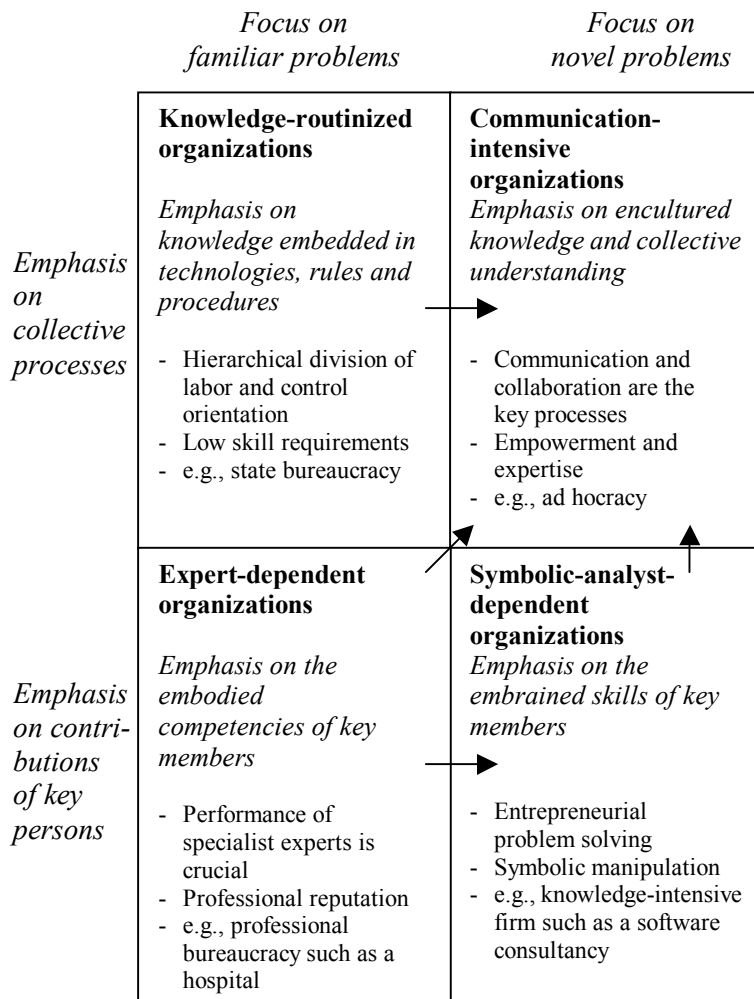 Focus on
familiar problems
Focus on
novel problems
Emphasis
on
collective
processes
Knowledge-routinized
organizations
Emphasis on
knowledge embedded in
technologies, rules and
procedures
- Hierarchical division of
labor and control
orientation
- Low skill requirements
- e.g., state bureaucracy
Communication-
intensive
organizations
Emphasis on encultured
knowledge and collective
understanding
- Communication and
collaboration are the
key processes
- Empowerment and
expertise
- e.g., ad hocracy
Emphasis
on contri-
butions
of key
persons
Expert-dependent
organizations
Emphasis on the
embodied
competencies of key
members
- Performance of
specialist experts is
crucial
- Professional reputation
- e.g., professional
bureaucracy such as a
hospital
Symbolic-analyst-
dependent
organizations
Emphasis on the
embrained skills of key
members
- Entrepreneurial
problem solving
- Symbolic manipulation
- e.g., knowledge-intensive
firm such as a software
consultancy